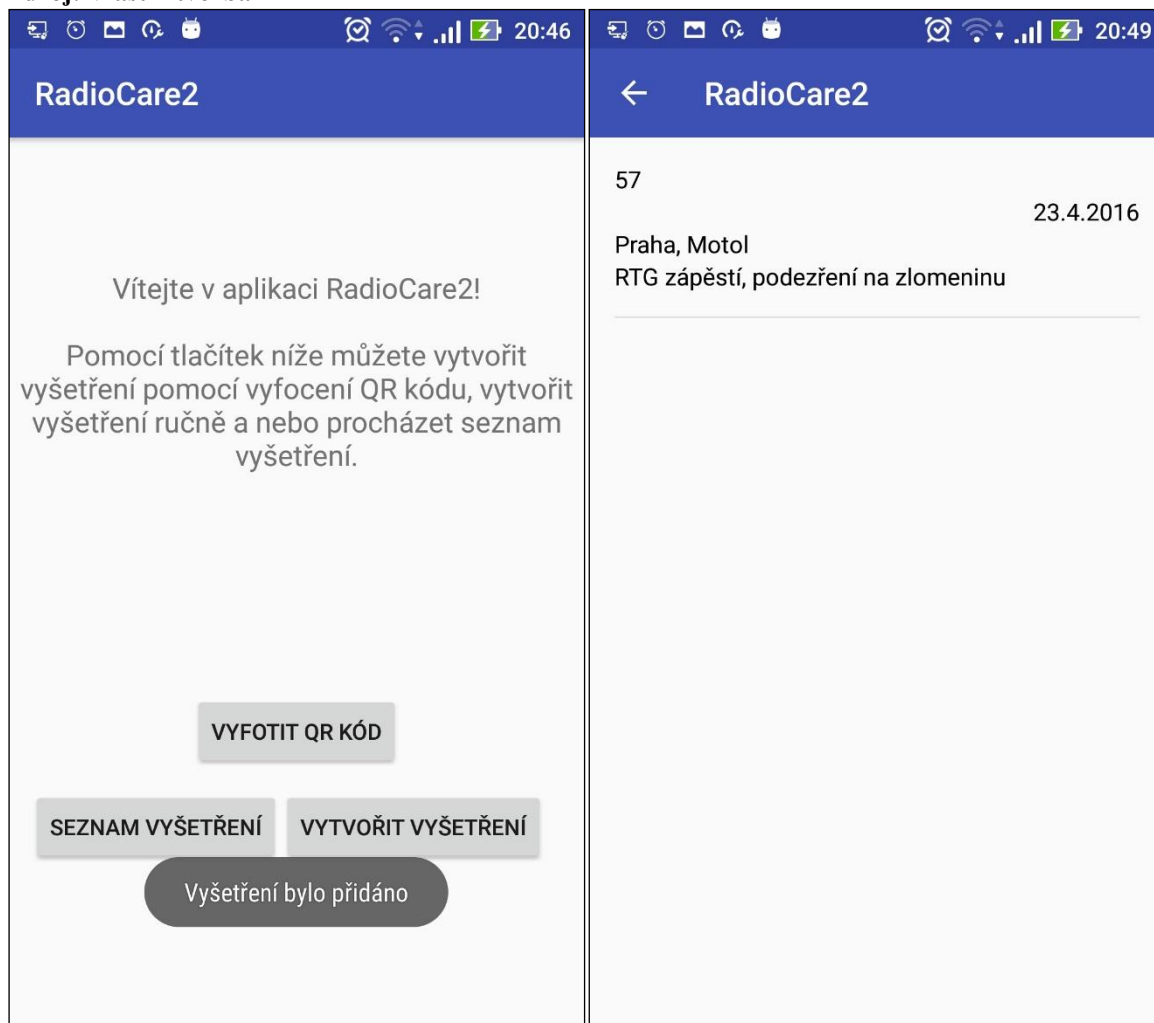 20:46
RadioCare2
Vítejte v aplikaci RadioCare2!
Pomocí tlačítek níže můžete vytvořit
vyšetření pomocí vyfocení QR kódu, vytvořit
vyšetření ručně a nebo procházet seznam
vyšetření.
VYFOTIT QR KÓD
SEZNAM VYŠETŘENÍ
VYTVOŘIT VYŠETŘENÍ
Vyšetření bylo přidáno
20:49
RadioCare2
57
23.4.2016
Praha, Motol
RTG zápěstí, podezření na zlomeninu